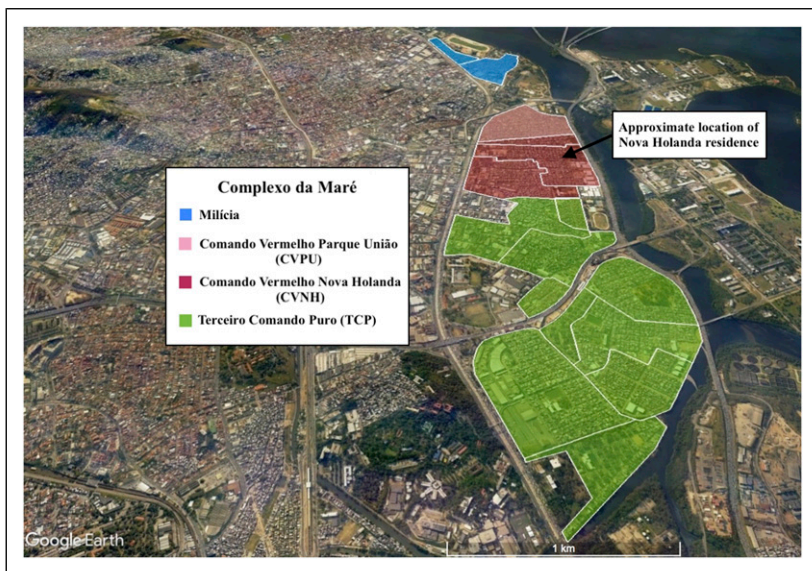 Approximate location of
Nova Holanda residence
Complexo da Maré
Milícia
Comando Vermelho Parque União
(CVPU)
Comando Vermelho Nova Holanda
(CVNH)
Terceiro Comando Puro (TCP)
Google Earth
1 km